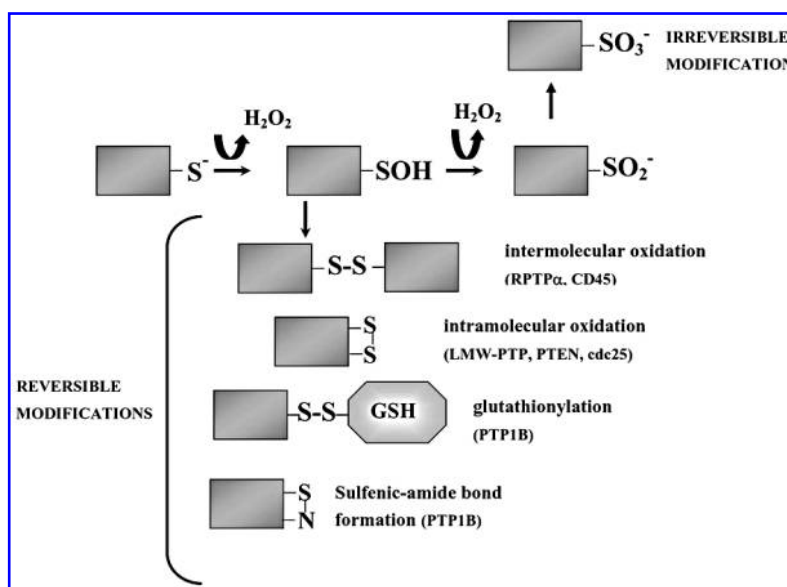 SO3- IRREVERSIBLE
MODIFICATION
H2O2 H2O2
S- SOH SO2-
S-S intermolecular oxidation
(RPTPα, CD45)
S intramolecular oxidation
S (LMW-PTP, PTEN, cdc25)
REVERSIBLE
MODIFICATIONS
S-S GSH glutathionylation
(PTP1B)
S Sulfenic-amide bond
N formation (PTP1B)